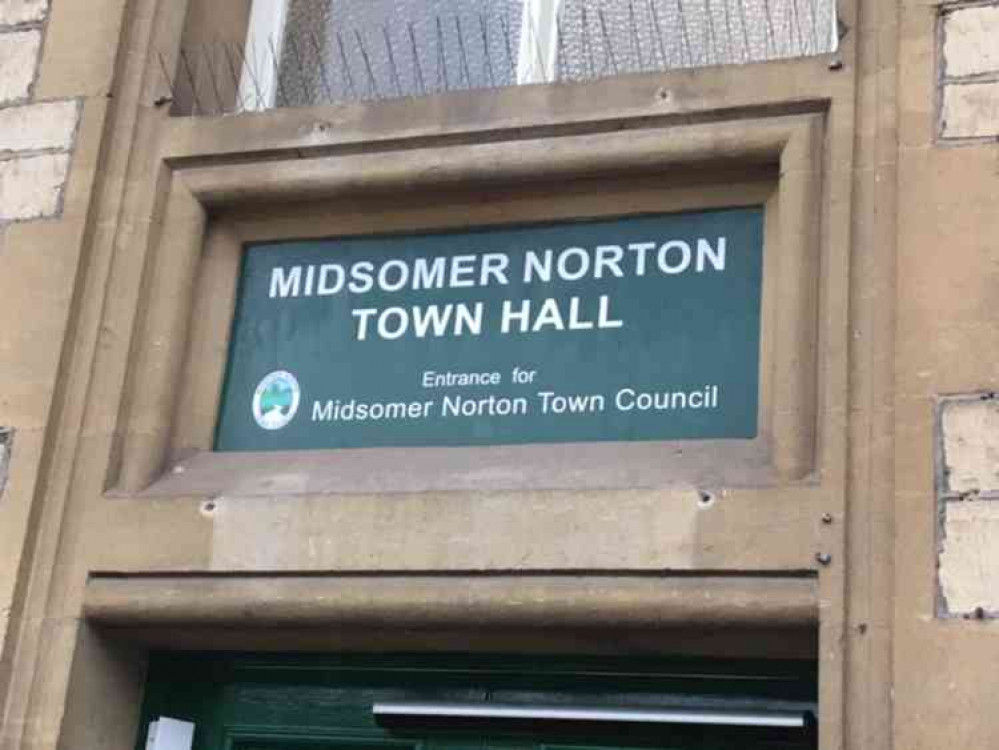 MIDSOMER NORTON
TOWN HALL
Entrance for
Midsomer Norton Town Council